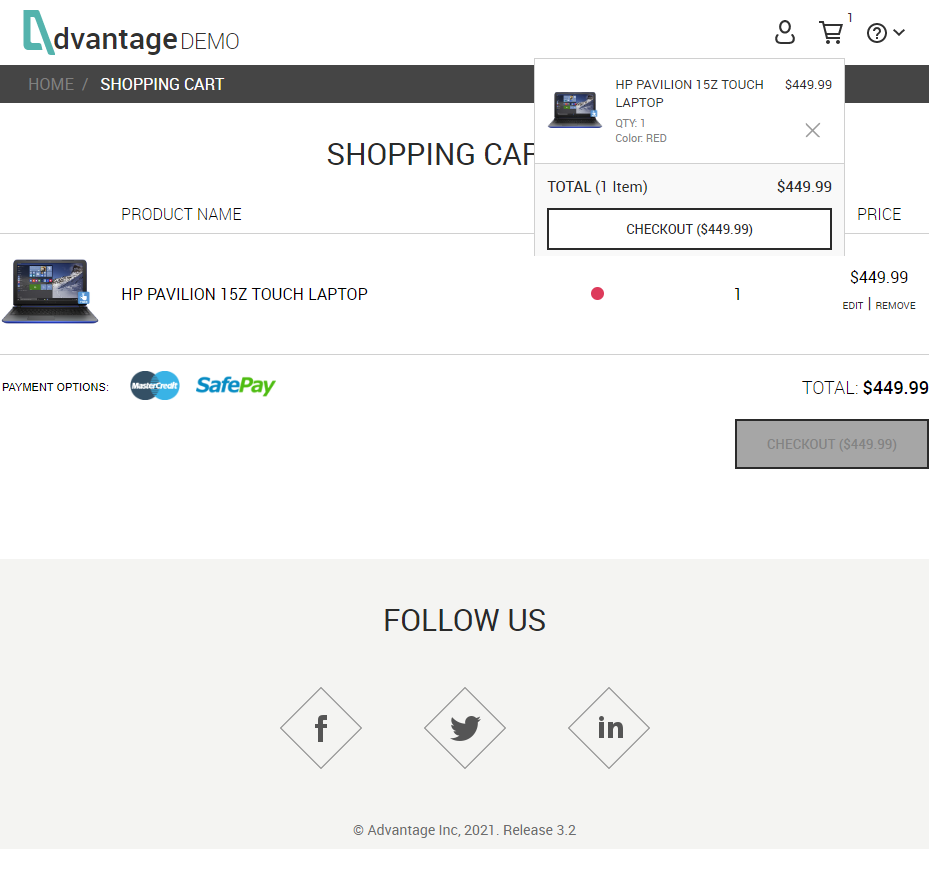 dvantage DEMO
1
HOME / SHOPPING CART
HP PAVILION 15Z TOUCH LAPTOP $449.99
QTY: 1
Color: RED
TOTAL (1 Item) $449.99
CHECKOUT ($449.99)
SHOPPING CAR
PRODUCT NAME PRICE
HP PAVILION 15Z TOUCH LAPTOP 1 $449.99
EDIT | REMOVE
PAYMENT OPTIONS: MasterCredit SafePay TOTAL: $449.99
CHECKOUT ($449.99)
FOLLOW US
f in
© Advantage Inc, 2021. Release 3.2